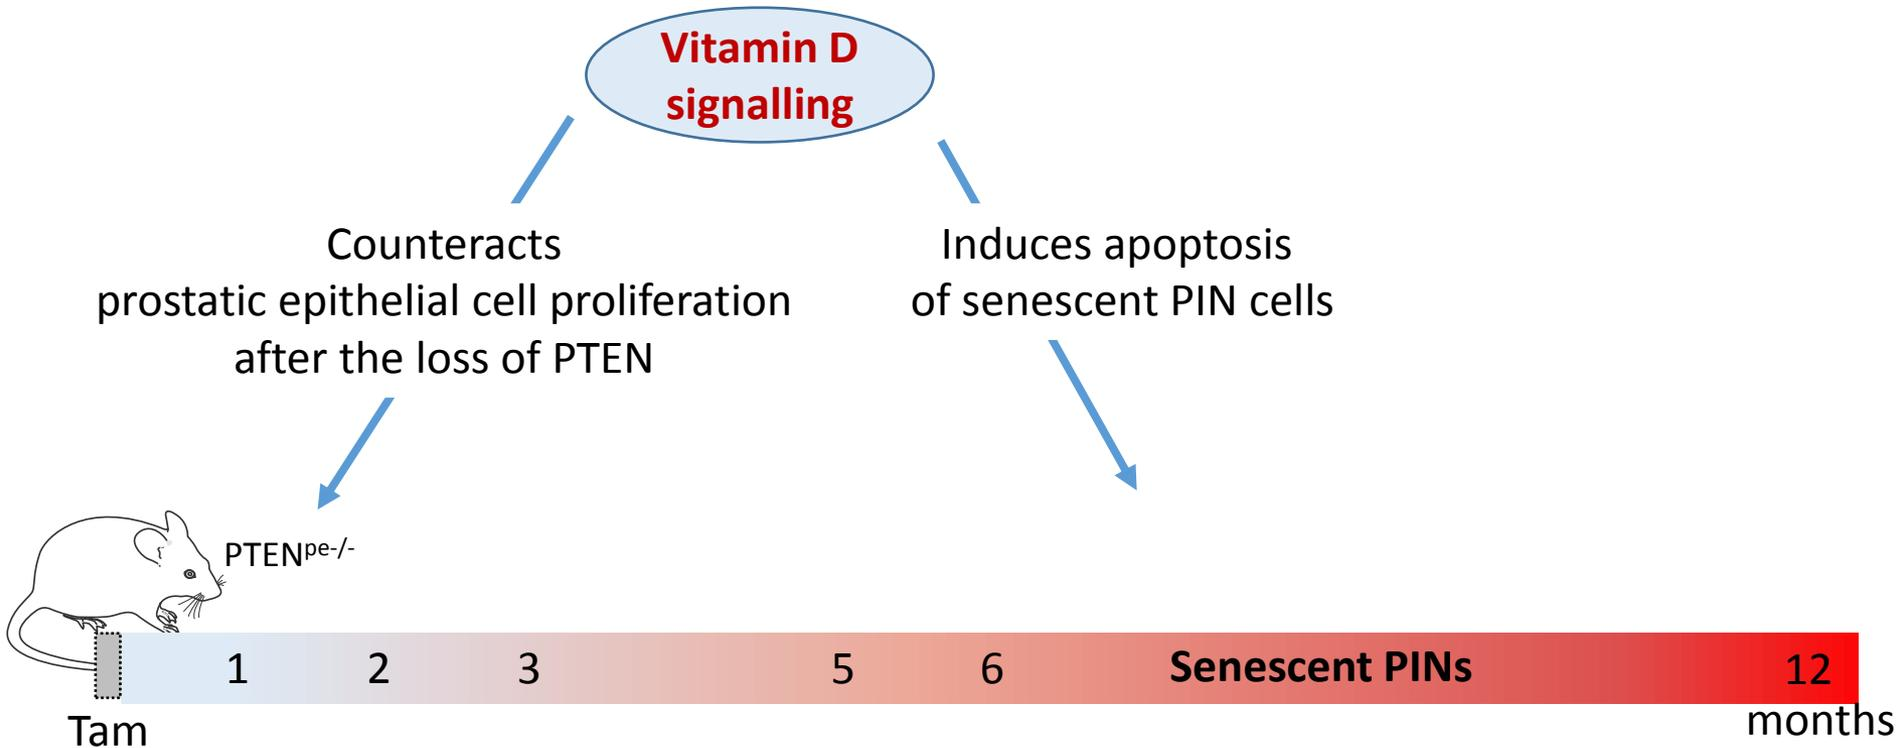 Vitamin D
signalling
Counteracts
prostatic epithelial cell proliferation
after the loss of PTEN
Induces apoptosis
of senescent PIN cells
PTENpe-/-
1 2 3 5 6 Senescent PINs 12
Tam
months